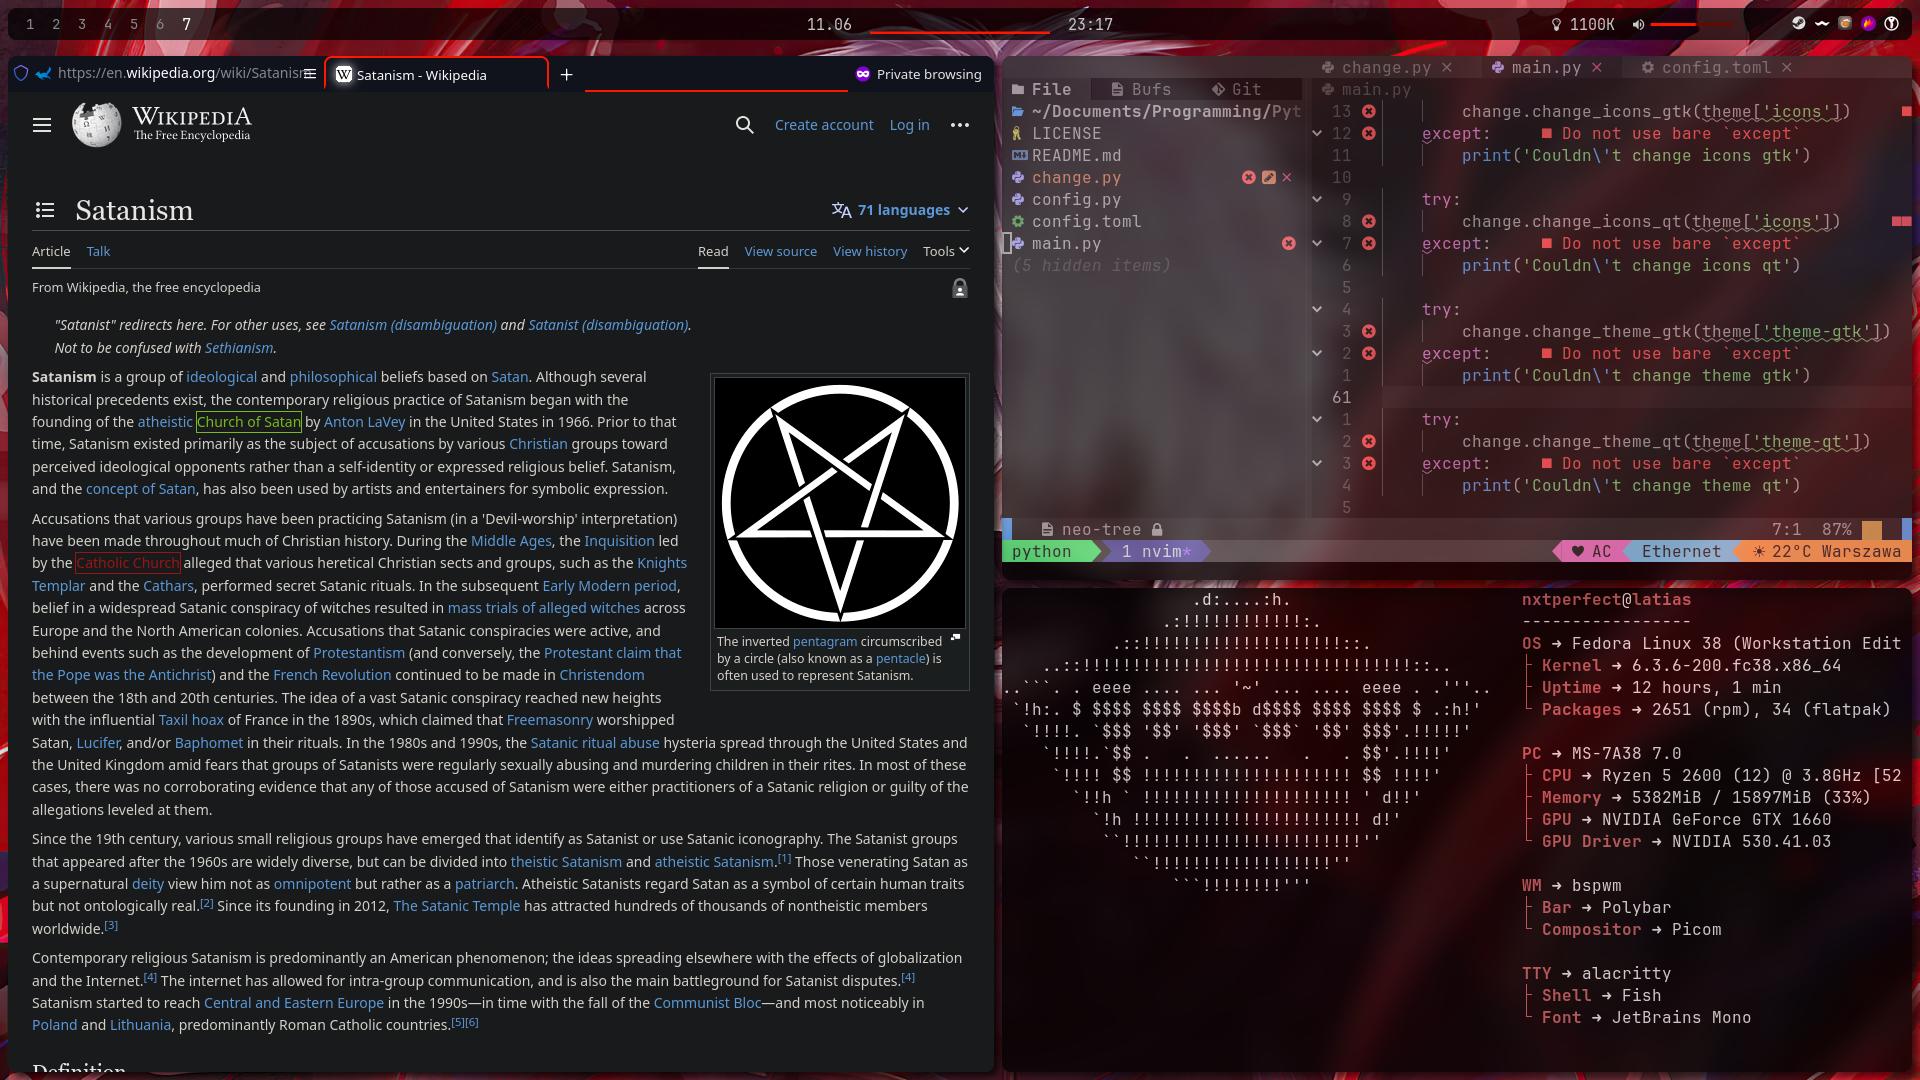 1 2 3 4 5 6 7
11.06
23:17
1100K
https://en.wikipedia.org/wiki/Satanism
Satanism - Wikipedia
Private browsing
WIKIPEDIA
The Free Encyclopedia
Create account
Log in
Satanism
71 languages
Article Talk
Read View source View history Tools
From Wikipedia, the free encyclopedia
"Satanist" redirects here. For other uses, see Satanism (disambiguation) and Satanist (disambiguation).
Not to be confused with Sethianism.
Satanism is a group of ideological and philosophical beliefs based on Satan. Although several
historical precedents exist, the contemporary religious practice of Satanism began with the
founding of the atheistic Church of Satan by Anton LaVey in the United States in 1966. Prior to that
time, Satanism existed primarily as the subject of accusations by various Christian groups toward
perceived ideological opponents rather than a self-identity or expressed religious belief. Satanism,
and the concept of Satan, has also been used by artists and entertainers for symbolic expression.
Accusations that various groups have been practicing Satanism (in a 'Devil-worship' interpretation)
have been made throughout much of Christian history. During the Middle Ages, the Inquisition led
by the Catholic Church alleged that various heretical Christian sects and groups, such as the Knights
Templar and the Cathars, performed secret Satanic rituals. In the subsequent Early Modern period,
belief in a widespread Satanic conspiracy of witches resulted in mass trials of alleged witches across
Europe and the North American colonies. Accusations that Satanic conspiracies were active, and
behind events such as the development of Protestantism (and conversely, the Protestant claim that
the Pope was the Antichrist) and the French Revolution continued to be made in Christendom
between the 18th and 20th centuries. The idea of a vast Satanic conspiracy reached new heights
with the influential Taxil hoax of France in the 1890s, which claimed that Freemasonry worshipped
Satan, Lucifer, and/or Baphomet in their rituals. In the 1980s and 1990s, the Satanic ritual abuse hysteria spread through the United States and
the United Kingdom amid fears that groups of Satanists were regularly sexually abusing and murdering children in their rites. In most of these
cases, there was no corroborating evidence that any of those accused of Satanism were either practitioners of a Satanic religion or guilty of the
allegations leveled at them.
The inverted pentagram circumscribed
by a circle (also known as a pentacle) is
often used to represent Satanism.
Since the 19th century, various small religious groups have emerged that identify as Satanist or use Satanic iconography. The Satanist groups
that appeared after the 1960s are widely diverse, but can be divided into theistic Satanism and atheistic Satanism.[1] Those venerating Satan as
a supernatural deity view him not as omnipotent but rather as a patriarch. Atheistic Satanists regard Satan as a symbol of certain human traits
but not ontologically real.[2] Since its founding in 2012, The Satanic Temple has attracted hundreds of thousands of nontheistic members
worldwide.[3]
Contemporary religious Satanism is predominantly an American phenomenon; the ideas spreading elsewhere with the effects of globalization
and the Internet.[4] The internet has allowed for intra-group communication, and is also the main battleground for Satanist disputes.[4]
Satanism started to reach Central and Eastern Europe in the 1990s—in time with the fall of the Communist Bloc—and most noticeably in
Poland and Lithuania, predominantly Roman Catholic countries.[5][6]
Definition
change.py main.py config.toml
File Bufs Git
~/Documents/Programming/Pyt
LICENSE
README.md
change.py
config.py
config.toml
main.py
(5 hidden items)
main.py
13 change.change_icons_gtk(theme['icons'])
12 except: ■ Do not use bare `except`
11 print('Couldn\'t change icons gtk')
10
9 try:
8 change.change_icons_qt(theme['icons'])
7 except: ■ Do not use bare `except`
6 print('Couldn\'t change icons qt')
5
4 try:
3 change.change_theme_gtk(theme['theme-gtk'])
2 except: ■ Do not use bare `except`
1 print('Couldn\'t change theme gtk')
61
1 try:
2 change.change_theme_qt(theme['theme-qt'])
3 except: ■ Do not use bare `except`
4 print('Couldn\'t change theme qt')
5
neo-tree
7:1 87%
python 1 nvim*
AC Ethernet 22°C Warszawa
nxtperfect@latias
-----------------
OS → Fedora Linux 38 (Workstation Edit
Kernel → 6.3.6-200.fc38.x86_64
Uptime → 12 hours, 1 min
Packages → 2651 (rpm), 34 (flatpak)
PC → MS-7A38 7.0
CPU → Ryzen 5 2600 (12) @ 3.8GHz [52
Memory → 5382MiB / 15897MiB (33%)
GPU → NVIDIA GeForce GTX 1660
GPU Driver → NVIDIA 530.41.03
WM → bspwm
Bar → Polybar
Compositor → Picom
TTY → alacritty
Shell → Fish
Font → JetBrains Mono